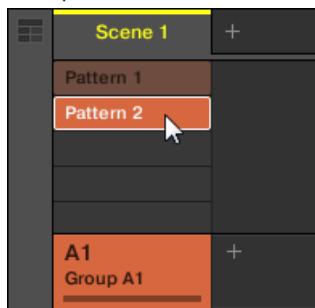 Scene 1 +
Pattern 1
Pattern 2
A1 +
Group A1